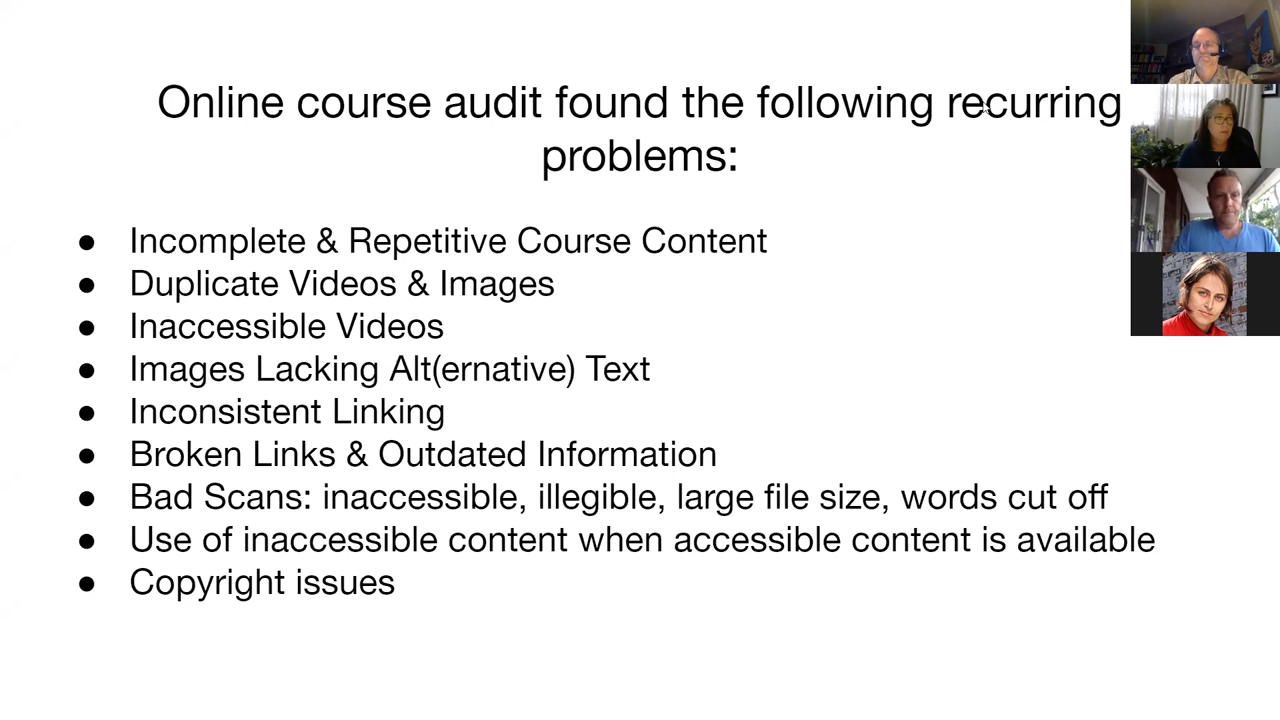 Online course audit found the following recurring
problems:
● Incomplete & Repetitive Course Content
● Duplicate Videos & Images
● Inaccessible Videos
● Images Lacking Alt(ernative) Text
● Inconsistent Linking
● Broken Links & Outdated Information
● Bad Scans: inaccessible, illegible, large file size, words cut off
● Use of inaccessible content when accessible content is available
● Copyright issues